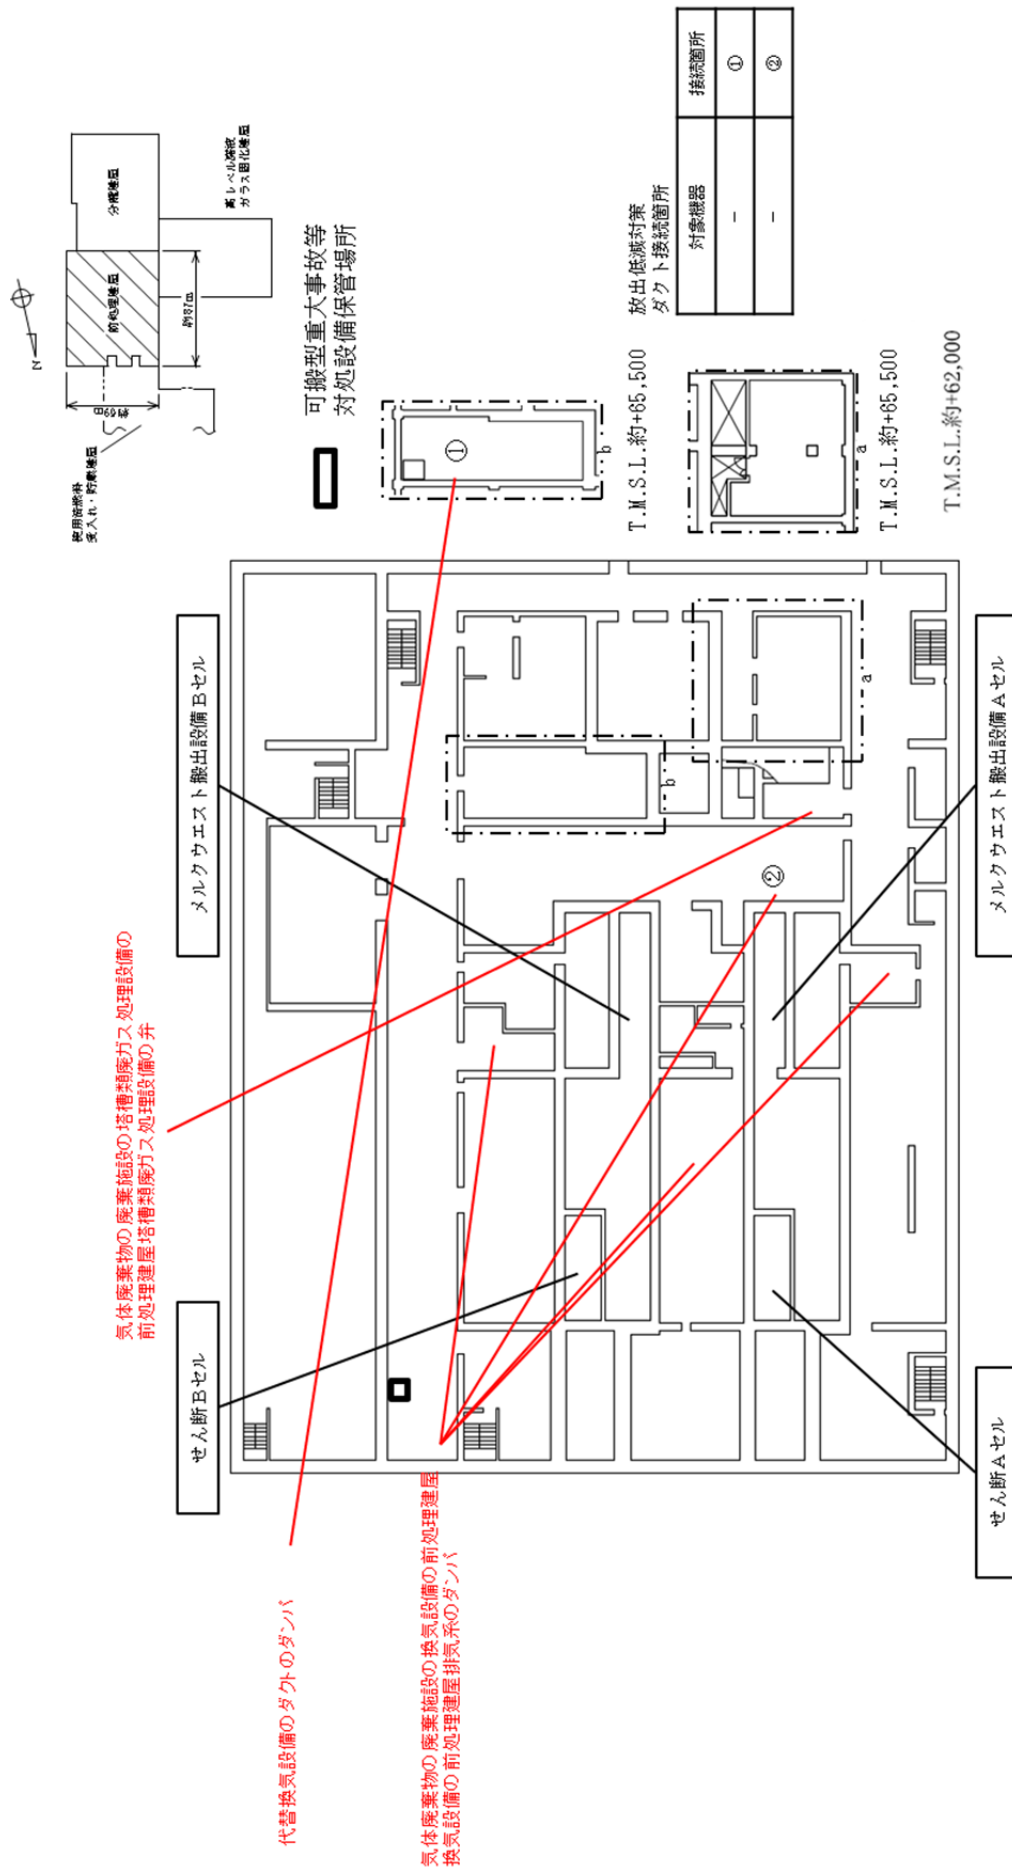 N
使用済燃料
受入れ・貯蔵建屋
約69m
前処理建屋
約87m
分離建屋
高レベル廃液
ガラス固化建屋
可搬型重大事故等
対処設備保管場所
①
b
T.M.S.L.約+65,500
a
T.M.S.L.約+65,500
T.M.S.L.約+62,000
放出低減対策
ダクト接続箇所
対象機器 接続箇所
－ ①
－ ②
せん断Bセル
メルクウエスト搬出設備Bセル
b
a
②
せん断Aセル
メルクウエスト搬出設備Aセル
気体廃棄物の廃棄施設の塔槽類廃ガス処理設備の
前処理建屋塔槽類廃ガス処理設備の弁
代替換気設備のダクトのダンパ
気体廃棄物の廃棄施設の換気設備の前処理建屋
換気設備の前処理建屋排気系のダンパ